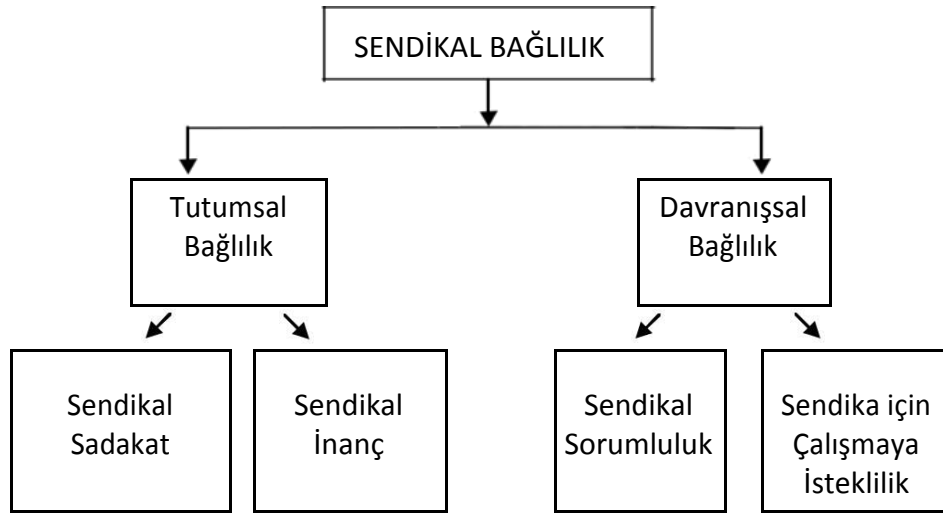 SENDİKAL BAĞLILIK
Tutumsal
Bağlılık
Davranışsal
Bağlılık
Sendikal
Sadakat
Sendikal
İnanç
Sendikal
Sorumluluk
Sendika için
Çalışmaya
İsteklilik